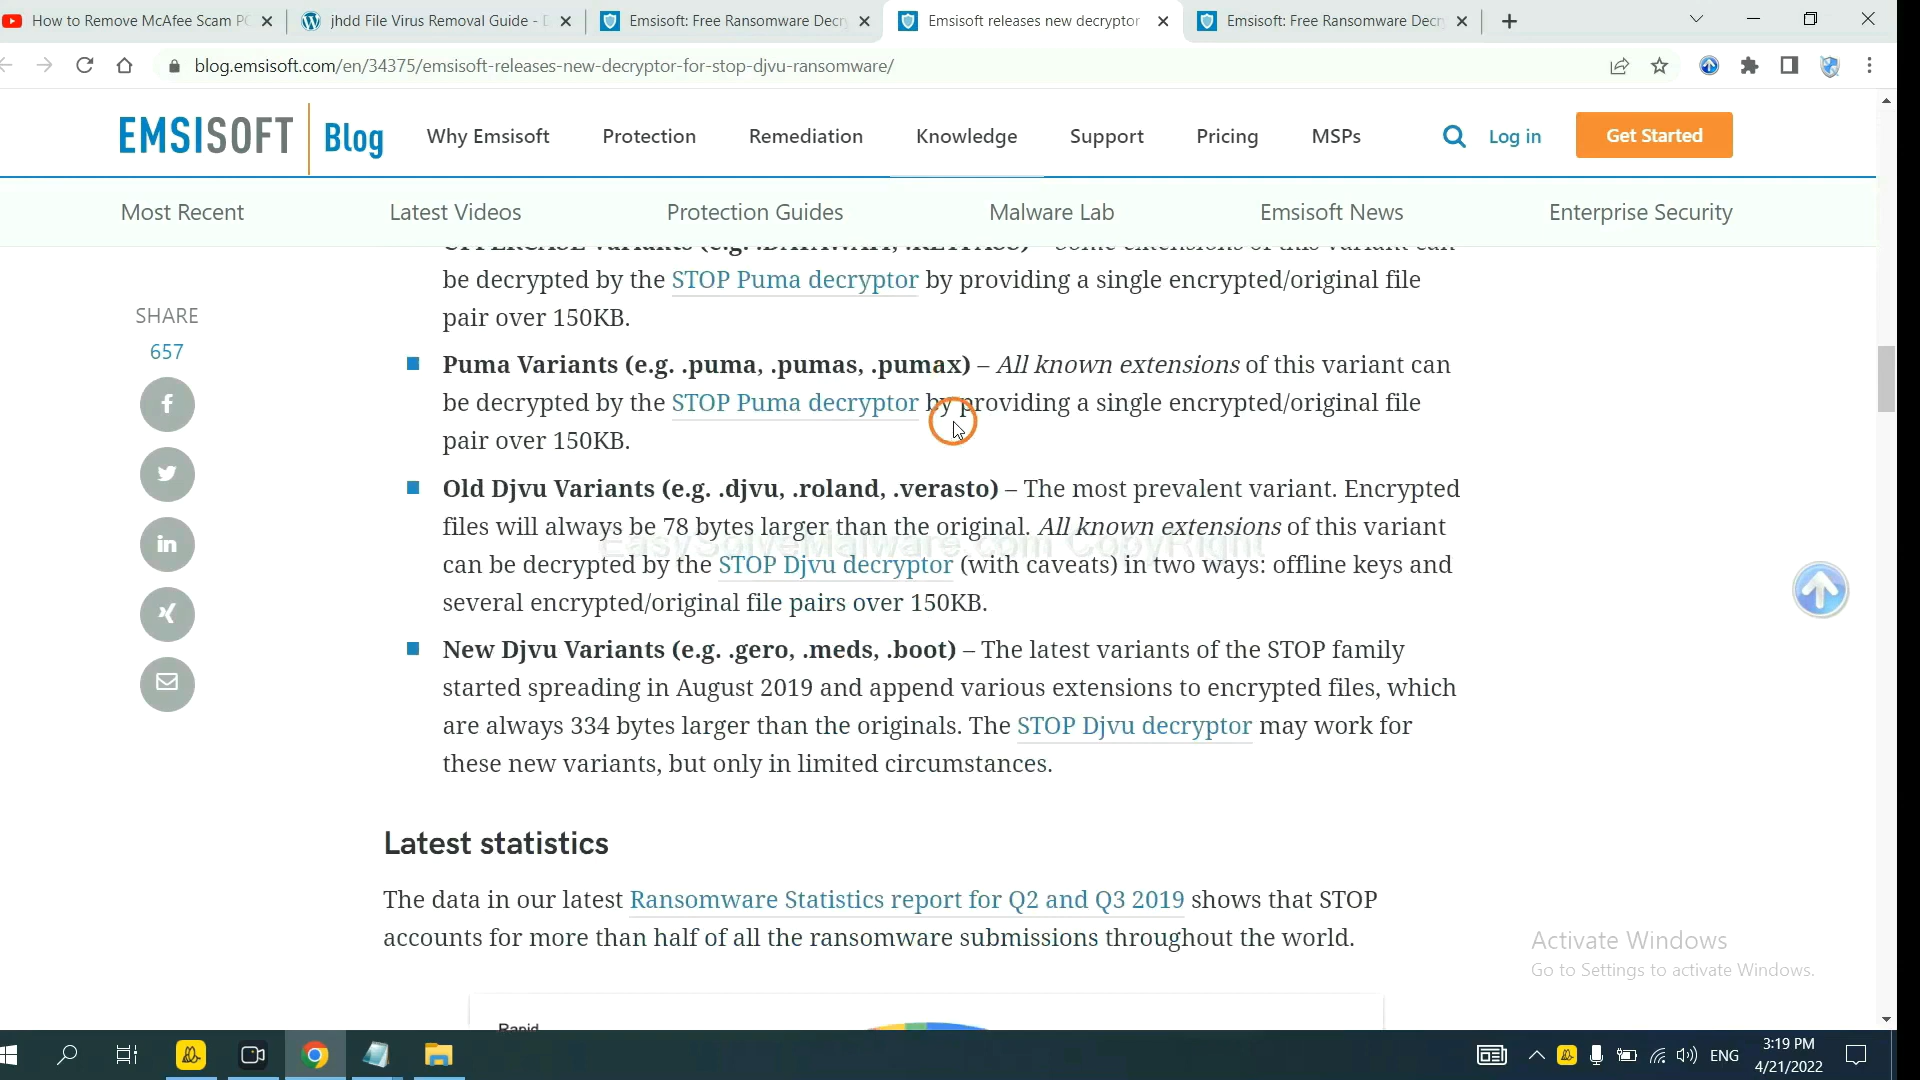 How to Remove McAfee Scam PC
jhdd File Virus Removal Guide - D
Emsisoft: Free Ransomware Decry
Emsisoft releases new decryptor
Emsisoft: Free Ransomware Decry
blog.emsisoft.com/en/34375/emsisoft-releases-new-decryptor-for-stop-djvu-ransomware/
EMSISOFT Blog
Why Emsisoft
Protection
Remediation
Knowledge
Support
Pricing
MSPs
Log in
Get Started
Most Recent
Latest Videos
Protection Guides
Malware Lab
Emsisoft News
Enterprise Security
SHARE
657
be decrypted by the STOP Puma decryptor by providing a single encrypted/original file
pair over 150KB.
Puma Variants (e.g. .puma, .pumas, .pumax) – All known extensions of this variant can
be decrypted by the STOP Puma decryptor by providing a single encrypted/original file
pair over 150KB.
Old Djvu Variants (e.g. .djvu, .roland, .verasto) – The most prevalent variant. Encrypted
files will always be 78 bytes larger than the original. All known extensions of this variant
EasySolveMalware.com CopyRight
can be decrypted by the STOP Djvu decryptor (with caveats) in two ways: offline keys and
several encrypted/original file pairs over 150KB.
New Djvu Variants (e.g. .gero, .meds, .boot) – The latest variants of the STOP family
started spreading in August 2019 and append various extensions to encrypted files, which
are always 334 bytes larger than the originals. The STOP Djvu decryptor may work for
these new variants, but only in limited circumstances.
Latest statistics
The data in our latest Ransomware Statistics report for Q2 and Q3 2019 shows that STOP
accounts for more than half of all the ransomware submissions throughout the world.
Activate Windows
Go to Settings to activate Windows.
Rapid
ENG
3:19 PM
4/21/2022